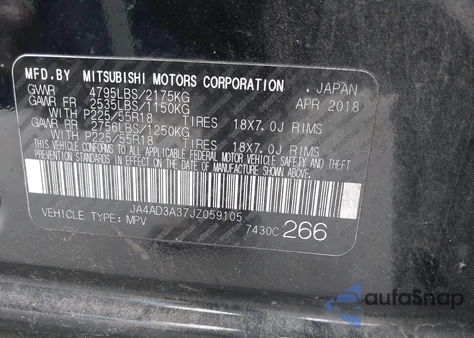 MFD.BY MITSUBISHI MOTORS CORPORATION . JAPAN
GVWR 4795LBS/2175KG APR 2018
GAWR FR 2535LBS/1150KG
WITH P225/55R18 TIRES 18X7.0J RIMS
GAWR RR 2756LBS/1250KG
WITH P225/55R18 TIRES 18X7.0J RIMS
THIS VEHICLE CONFORMS TO ALL APPLICABLE FEDERAL MOTOR VEHICLE SAFETY STANDARDS IN EFFECT ON THE DATE OF MANUFACTURE SHOWN ABOVE.
JA4AD3A37JZ059105
VEHICLE TYPE: MPV 7430C 266
autoSnap